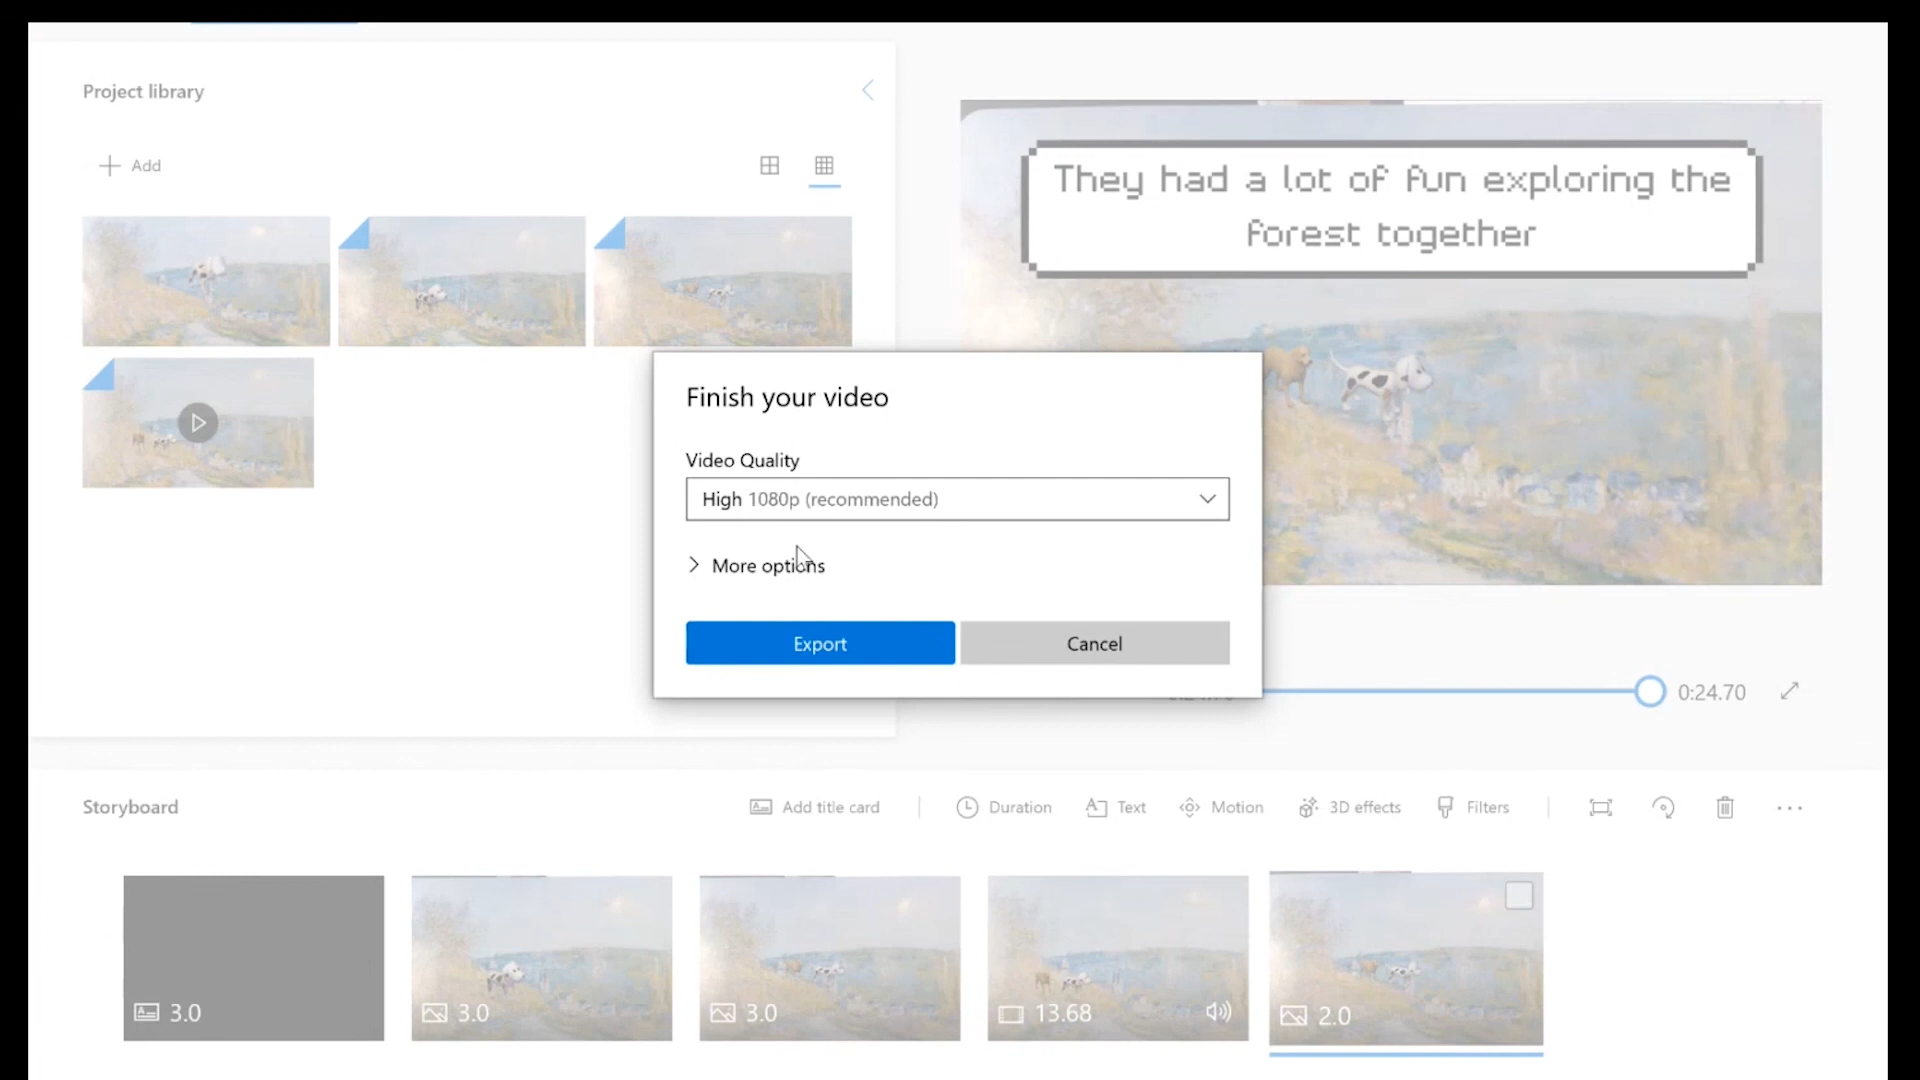 Project library
Add
They had a lot of fun exploring the
forest together
Finish your video
Video Quality
High 1080p (recommended)
More options
Export
Cancel
0:24.70
Storyboard
Add title card
Duration
Text
Motion
3D effects
Filters
3.0
3.0
3.0
13.68
2.0